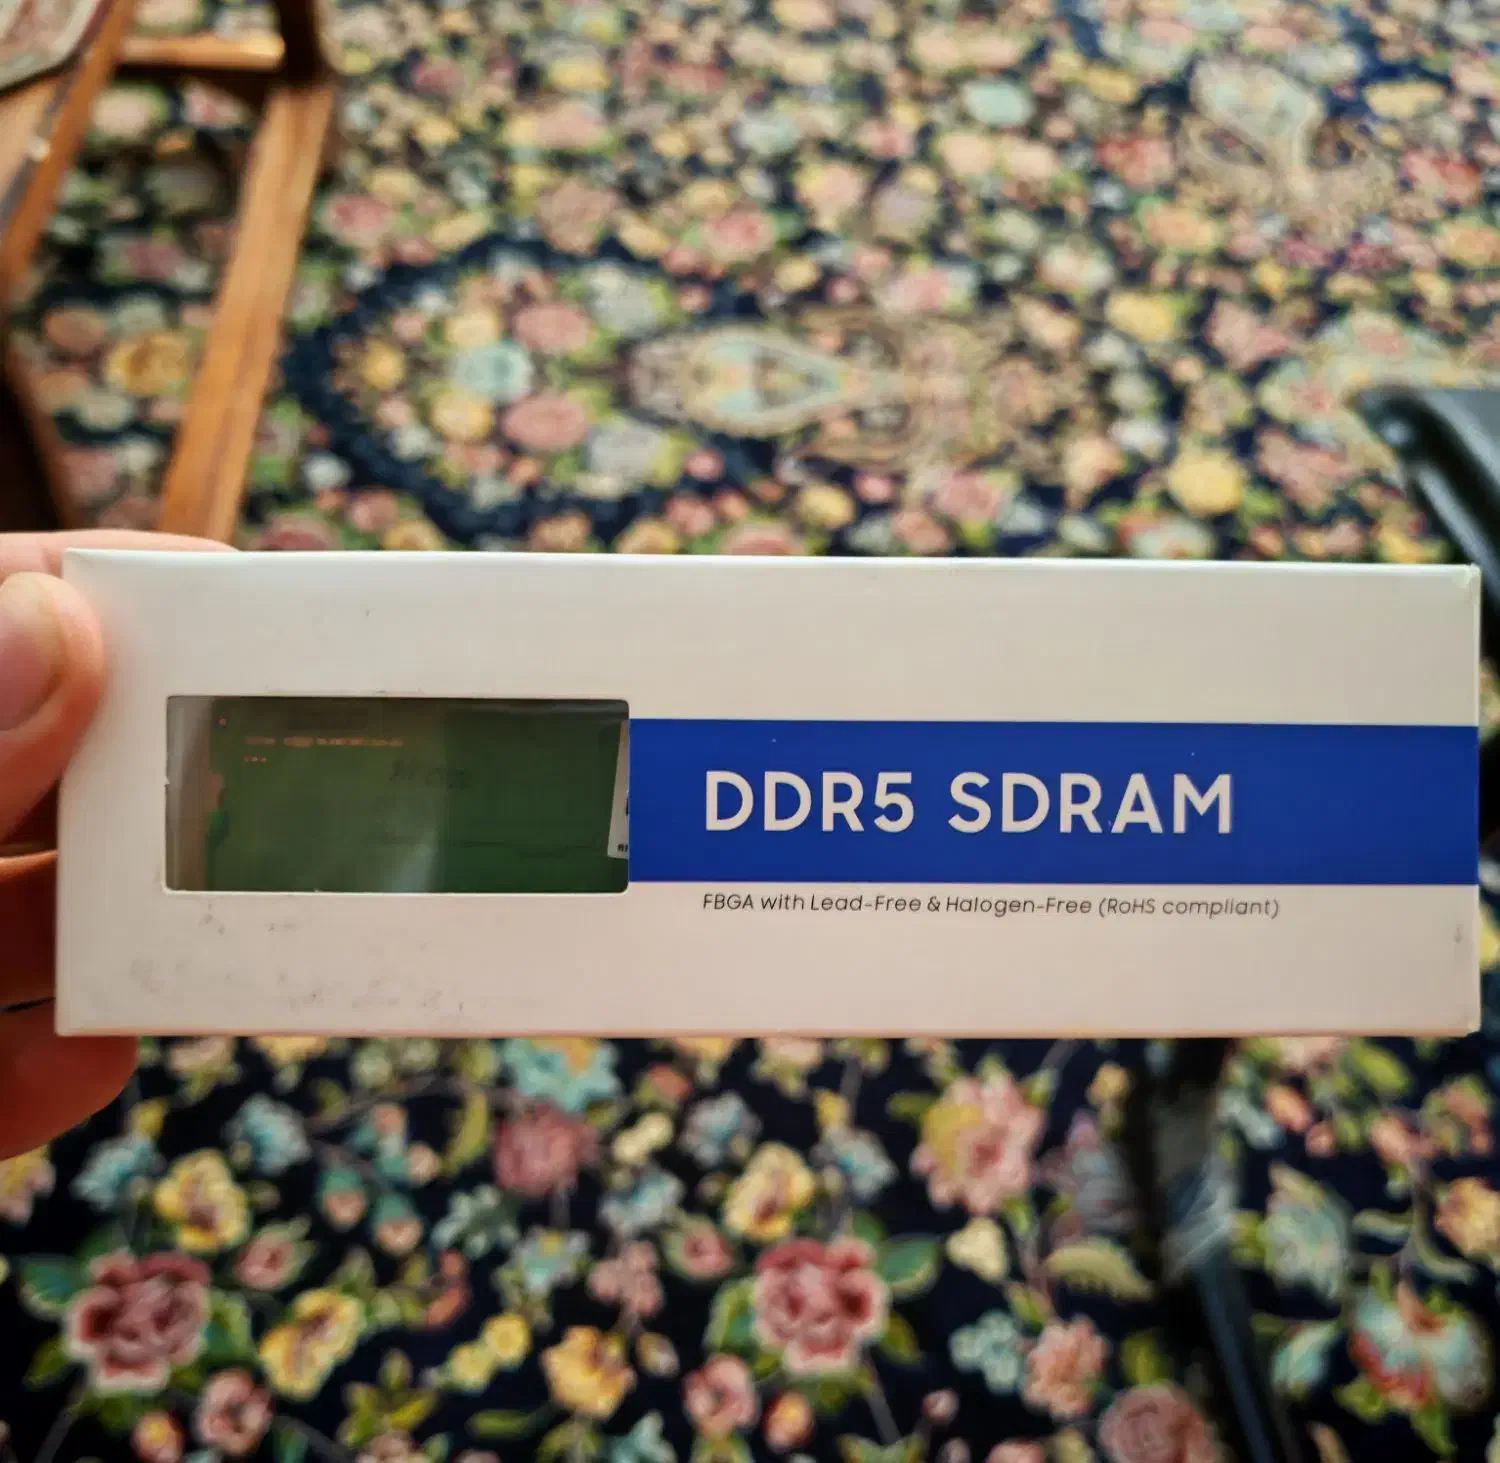 DDR5 SDRAM
FBGA with Lead-Free & Halogen-Free (RoHS compliant)